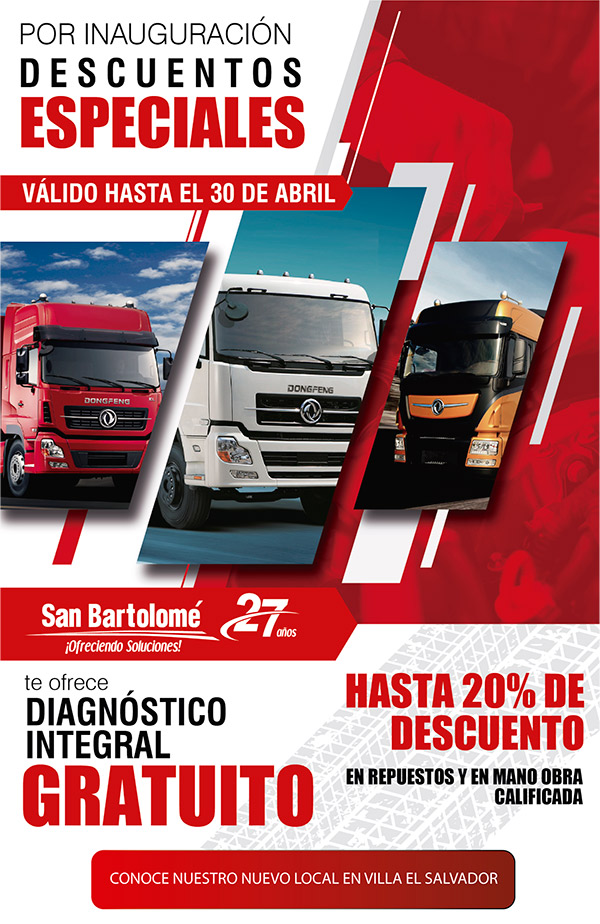 POR INAUGURACIÓN
DESCUENTOS
ESPECIALES
VÁLIDO HASTA EL 30 DE ABRIL
DONGFENG
DONGFENG
San Bartolomé
¡Ofreciendo Soluciones!
27 años
te ofrece
DIAGNÓSTICO
INTEGRAL
GRATUITO
HASTA 20% DE
DESCUENTO
EN REPUESTOS Y EN MANO OBRA
CALIFICADA
CONOCE NUESTRO NUEVO LOCAL EN VILLA EL SALVADOR